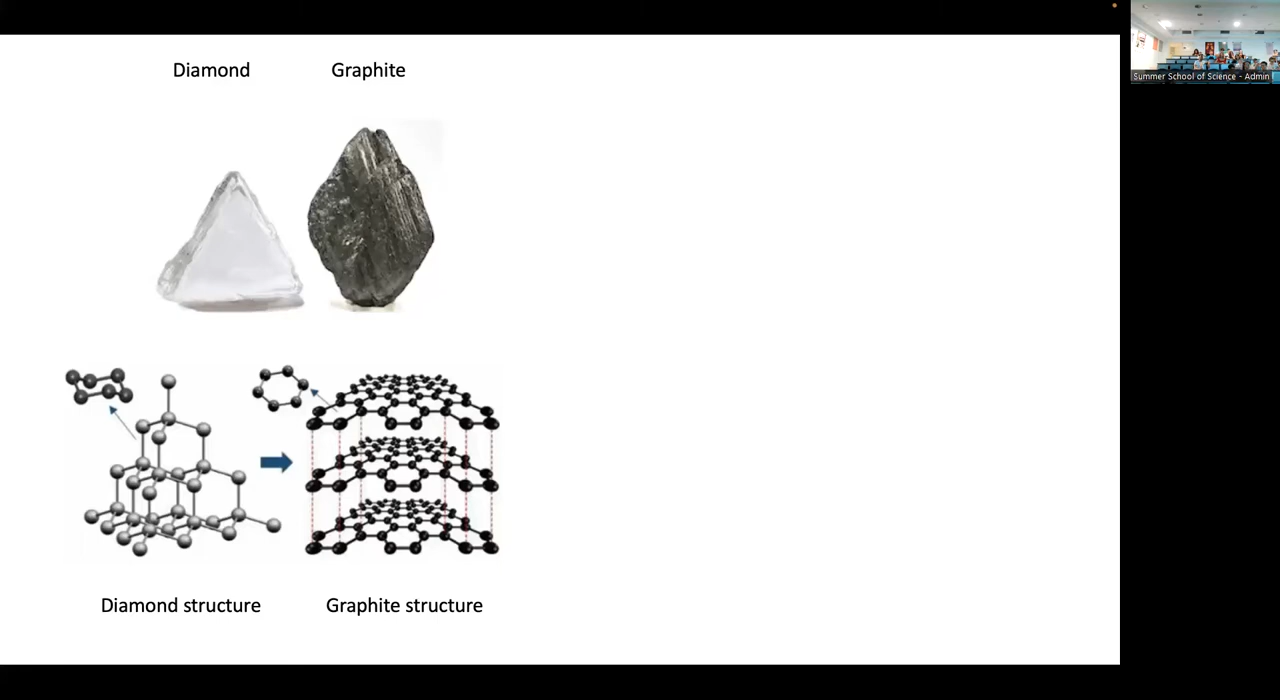 Diamond
Graphite
Summer School of Science - Admin
Diamond structure
Graphite structure